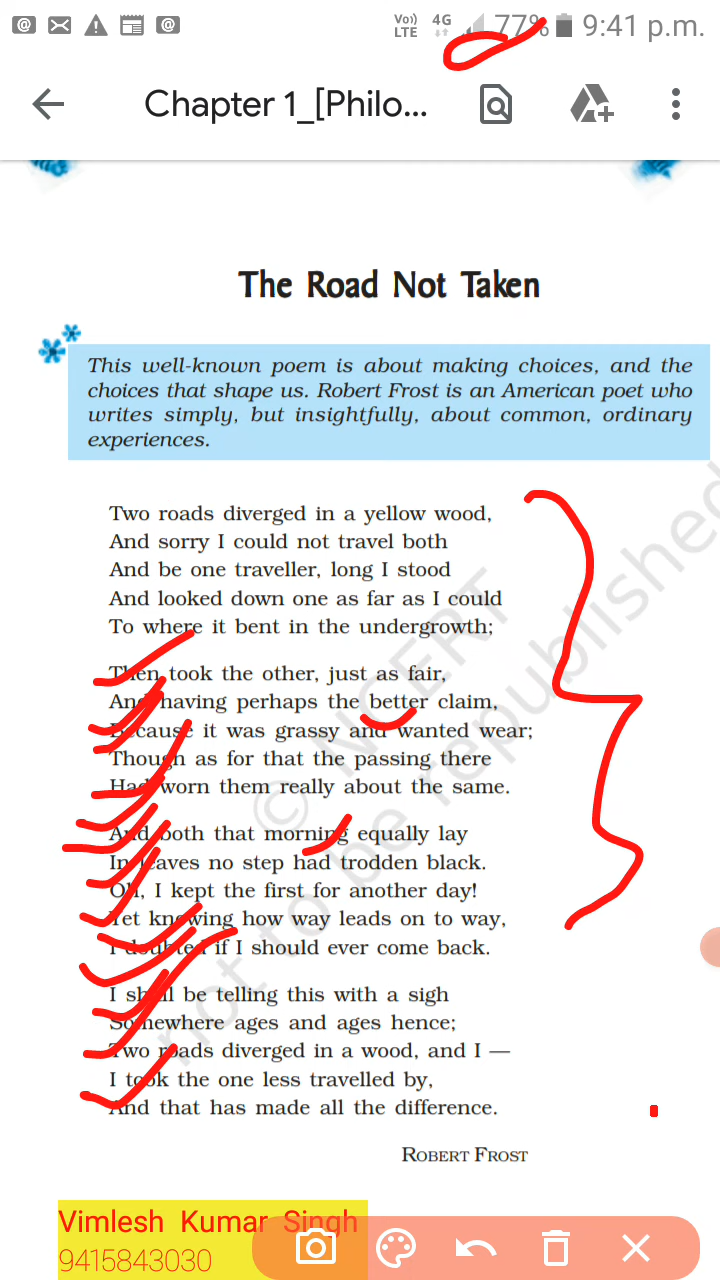 Vo)) 4G 77% 9:41 p.m.
LTE
Chapter 1_[Philo...
The Road Not Taken
This well-known poem is about making choices, and the
choices that shape us. Robert Frost is an American poet who
writes simply, but insightfully, about common, ordinary
experiences.
Two roads diverged in a yellow wood,
And sorry I could not travel both
And be one traveller, long I stood
And looked down one as far as I could
To where it bent in the undergrowth;
Then took the other, just as fair,
And having perhaps the better claim,
Because it was grassy and wanted wear;
Though as for that the passing there
Had worn them really about the same.
And both that morning equally lay
In leaves no step had trodden black.
Oh, I kept the first for another day!
Yet knowing how way leads on to way,
I doubted if I should ever come back.
I shall be telling this with a sigh
Somewhere ages and ages hence;
Two roads diverged in a wood, and I —
I took the one less travelled by,
And that has made all the difference.
ROBERT FROST
© NCERT
not to be republished
Vimlesh Kumar Singh
9415843030